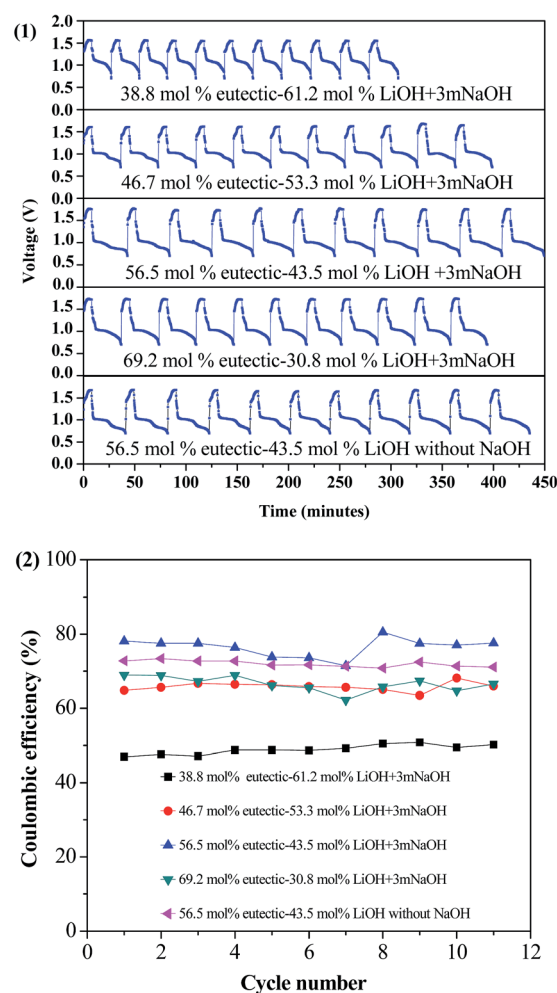 (1)
2.0
1.5
1.0
0.5
0.0
38.8 mol % eutectic-61.2 mol % LiOH+3mNaOH
1.5
1.0
0.5
0.0
46.7 mol % eutectic-53.3 mol % LiOH+3mNaOH
Voltage (V)
1.5
1.0
0.5
0.0
56.5 mol % eutectic-43.5 mol % LiOH +3mNaOH
1.5
1.0
0.5
0.0
69.2 mol % eutectic-30.8 mol % LiOH+3mNaOH
1.5
1.0
0.5
0.0
56.5 mol % eutectic-43.5 mol % LiOH without NaOH
0 50 100 150 200 250 300 350 400 450
Time (minutes)
(2)
100
80
60
40
20
0
Coulombic efficiency (%)
38.8 mol% eutectic-61.2 mol% LiOH+3mNaOH
46.7 mol% eutectic-53.3 mol% LiOH+3mNaOH
56.5 mol% eutectic-43.5 mol% LiOH+3mNaOH
69.2 mol% eutectic-30.8 mol% LiOH+3mNaOH
56.5 mol% eutectic-43.5 mol% LiOH without NaOH
0 2 4 6 8 10 12
Cycle number